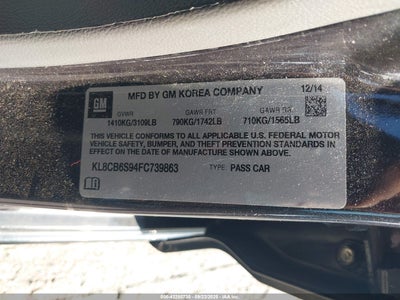 GM
MFD BY GM KOREA COMPANY
12/14
GVWR
GAWR FRT
GAWR RR
1410KG/3109LB
790KG/1742LB
710KG/1565LB
THIS VEHICLE CONFORMS TO ALL APPLICABLE U.S. FEDERAL MOTOR
VEHICLE SAFETY, BUMPER, AND THEFT PREVENTION STANDARDS
IN EFFECT ON THE DATE OF MANUFACTURE SHOWN ABOVE.
KL8CB6S94FC739863
TYPE: PASS CAR